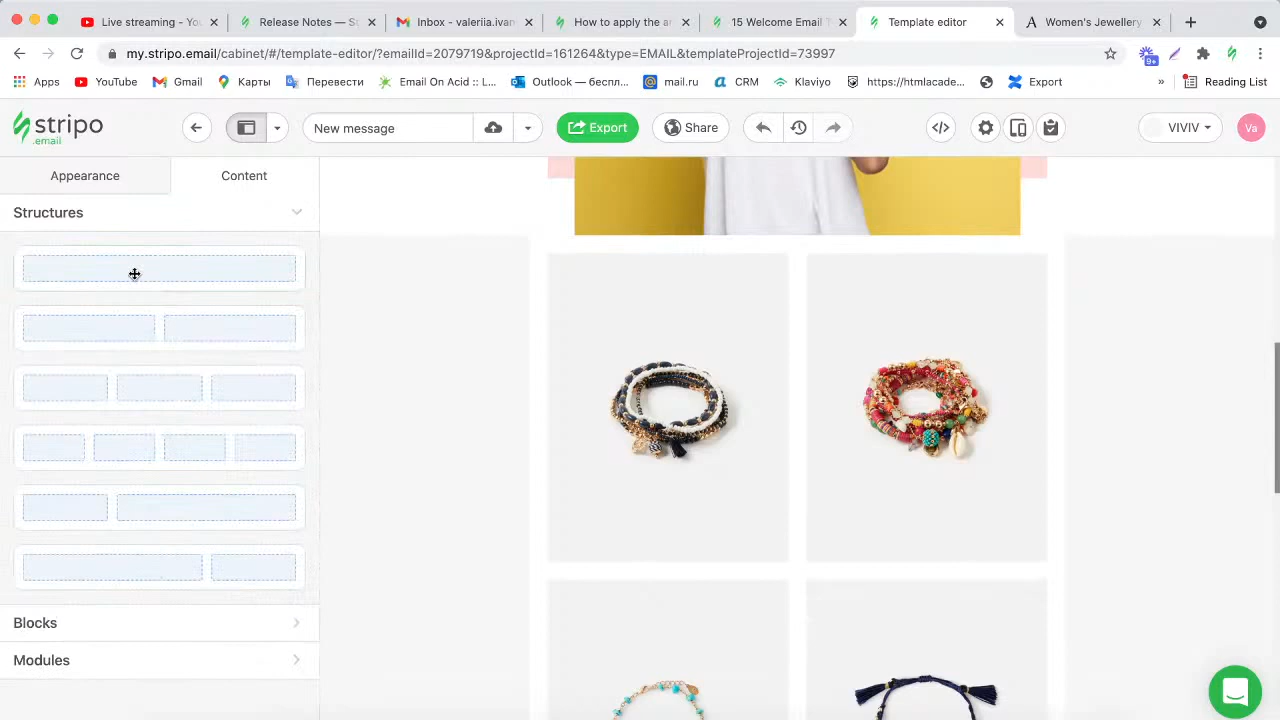 Live streaming - Yo
Release Notes — St
Inbox - valeriia.ivan
How to apply the an
15 Welcome Email T
Template editor
Women's Jewellery
my.stripo.email/cabinet/#/template-editor/?emailId=2079719&projectId=161264&type=EMAIL&templateProjectId=73997
9+
Apps
YouTube
Gmail
Карты
Перевести
Email On Acid :: L...
Outlook — беспл...
mail.ru
CRM
Klaviyo
https://htmlacade...
Export
»
Reading List
stripo
.email
New message
Export
Share
VIVIV
Va
Appearance
Content
Structures
Blocks
Modules